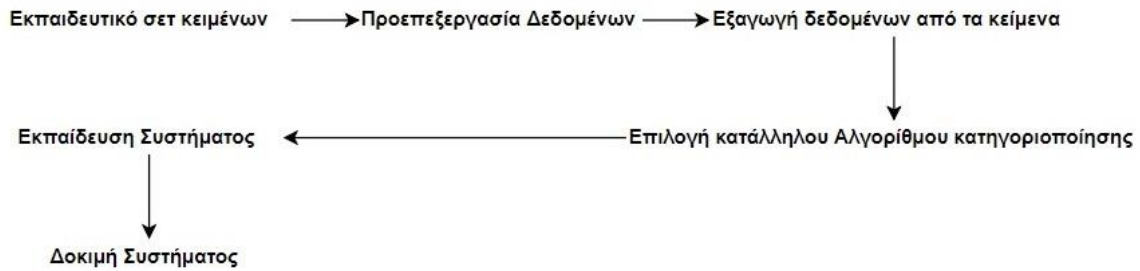 Εκπαιδευτικό σετ κειμένων
Προεπεξεργασία Δεδομένων
Εξαγωγή δεδομένων από τα κείμενα
Επιλογή κατάλληλου Αλγορίθμου κατηγοριοποίησης
Εκπαίδευση Συστήματος
Δοκιμή Συστήματος